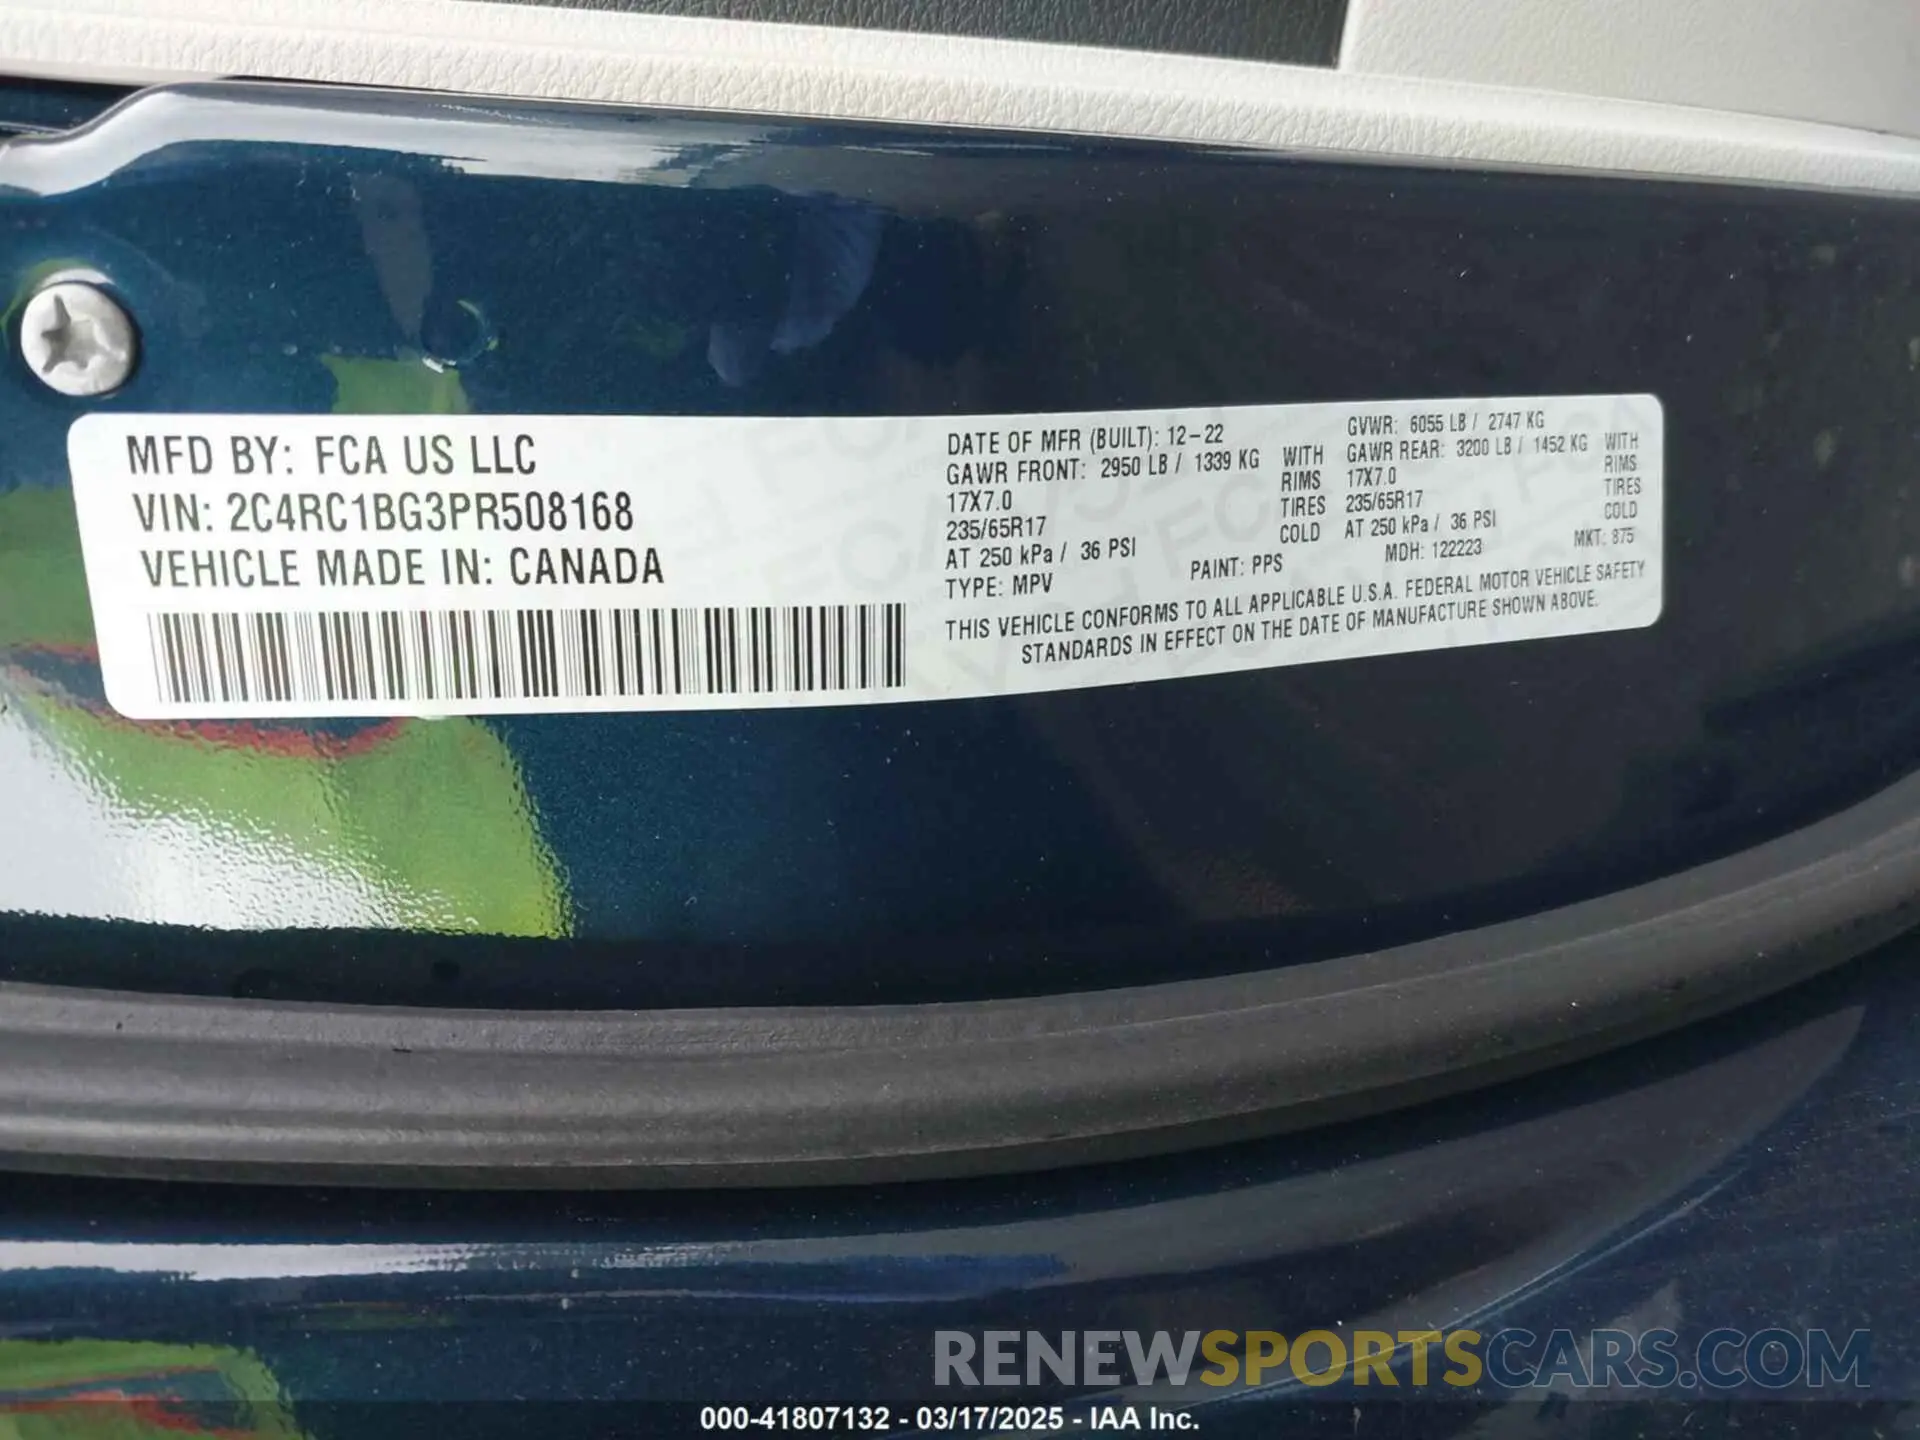 MFD BY: FCA US LLC
VIN: 2C4RC1BG3PR508168
VEHICLE MADE IN: CANADA
DATE OF MFR (BUILT): 12-22 GVWR: 6055 LB / 2747 KG
GAWR FRONT: 2950 LB / 1339 KG WITH GAWR REAR: 3200 LB / 1452 KG WITH
17X7.0 RIMS 17X7.0 RIMS
235/65R17 TIRES 235/65R17 TIRES
AT 250 kPa / 36 PSI COLD AT 250 kPa / 36 PSI COLD
TYPE: MPV PAINT: PPS MDH: 122223 MKT: 875
THIS VEHICLE CONFORMS TO ALL APPLICABLE U.S.A. FEDERAL MOTOR VEHICLE SAFETY
STANDARDS IN EFFECT ON THE DATE OF MANUFACTURE SHOWN ABOVE.
RENEWSPORTSCARS.COM
000-41807132 - 03/17/2025 - IAA Inc.